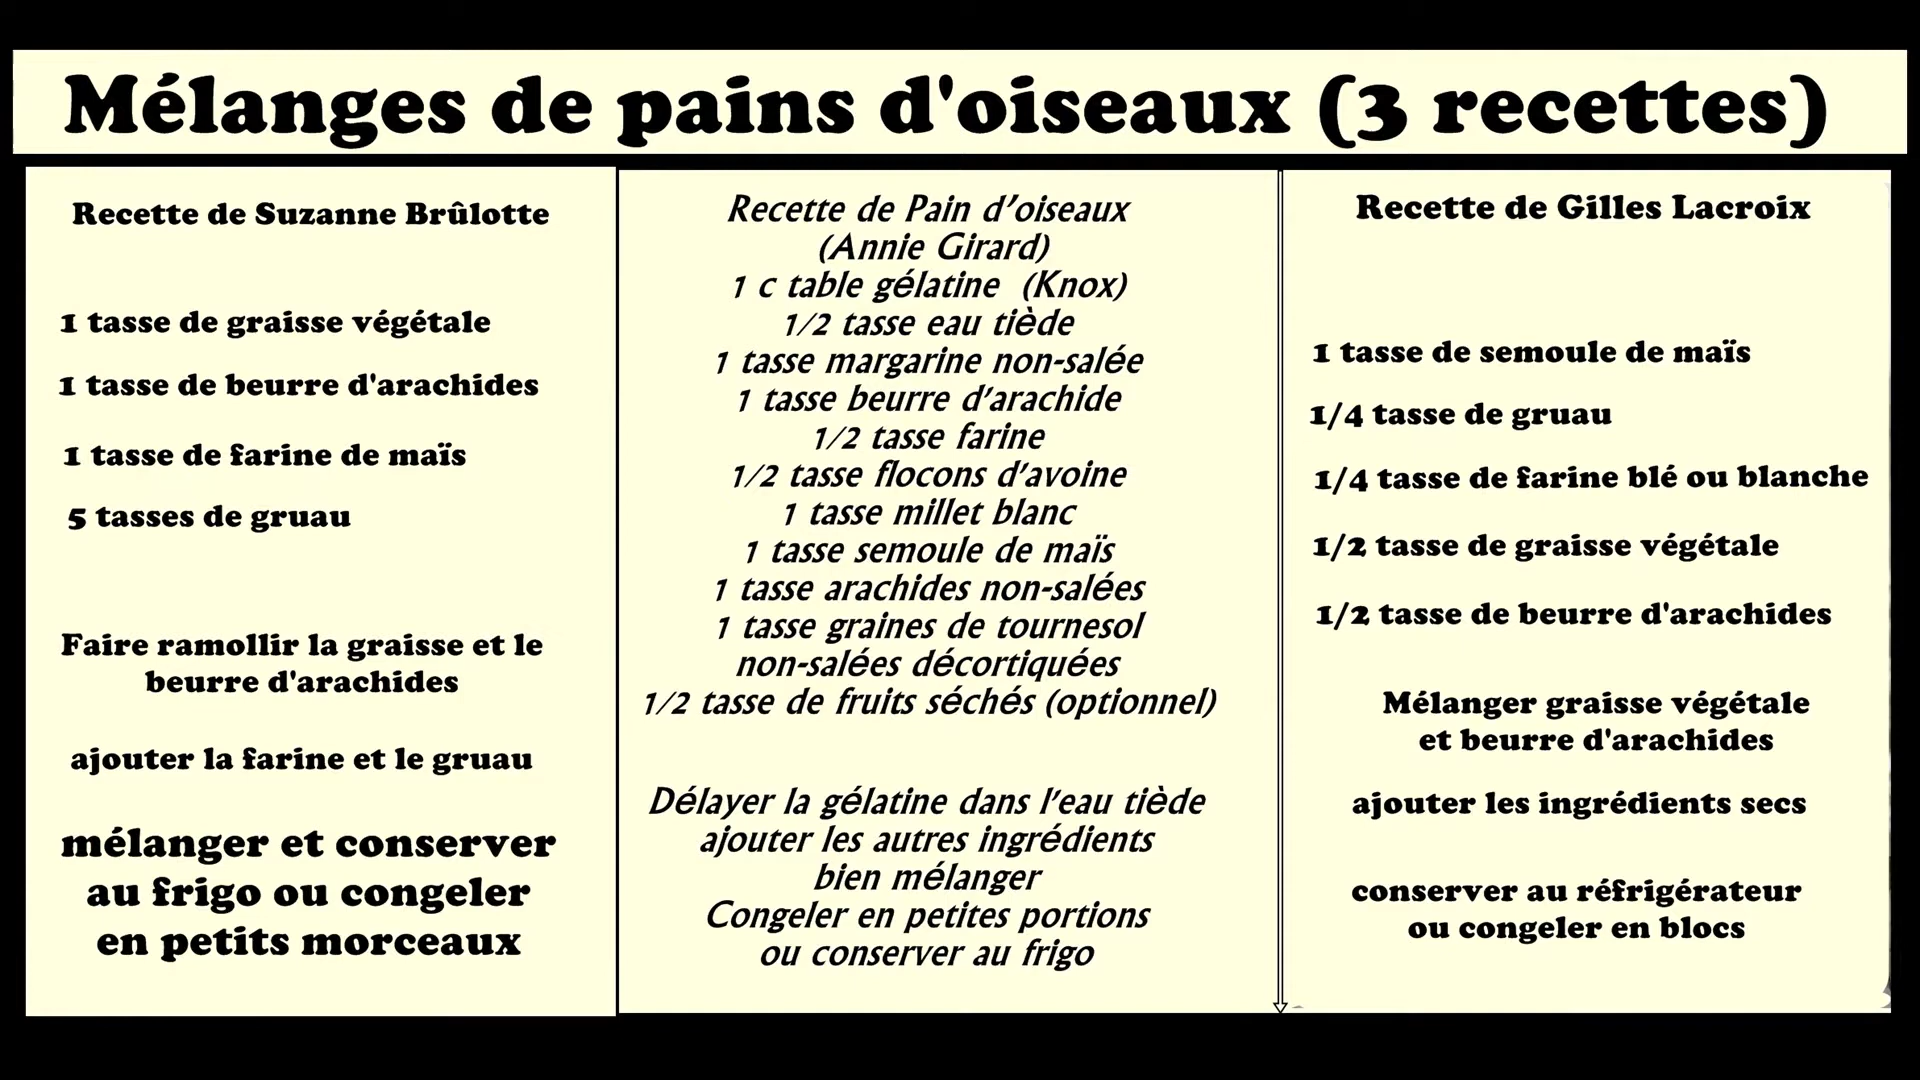 Mélanges de pains d'oiseaux (3 recettes)
Recette de Suzanne Brûlotte
1 tasse de graisse végétale
1 tasse de beurre d'arachides
1 tasse de farine de maïs
5 tasses de gruau
Faire ramollir la graisse et le
beurre d'arachides
ajouter la farine et le gruau
mélanger et conserver
au frigo ou congeler
en petits morceaux
Recette de Pain d’oiseaux
(Annie Girard)
1 c table gélatine (Knox)
1/2 tasse eau tiède
1 tasse margarine non-salée
1 tasse beurre d’arachide
1/2 tasse farine
1/2 tasse flocons d’avoine
1 tasse millet blanc
1 tasse semoule de maïs
1 tasse arachides non-salées
1 tasse graines de tournesol
non-salées décortiquées
1/2 tasse de fruits séchés (optionnel)
Délayer la gélatine dans l’eau tiède
ajouter les autres ingrédients
bien mélanger
Congeler en petites portions
ou conserver au frigo
Recette de Gilles Lacroix
1 tasse de semoule de maïs
1/4 tasse de gruau
1/4 tasse de farine blé ou blanche
1/2 tasse de graisse végétale
1/2 tasse de beurre d'arachides
Mélanger graisse végétale
et beurre d'arachides
ajouter les ingrédients secs
conserver au réfrigérateur
ou congeler en blocs